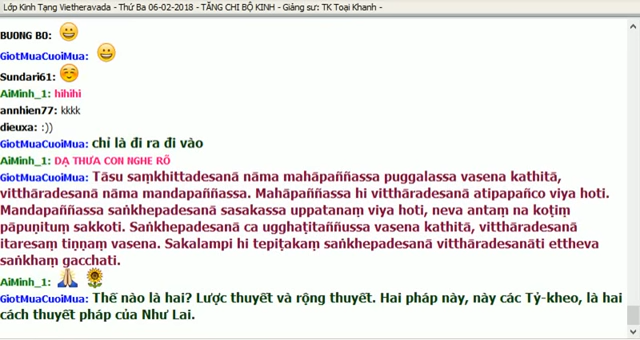 Lớp Kinh Tạng Vietheravada - Thứ Ba 06-02-2018 - TĂNG CHI BỘ KINH - Giảng sư: TK Toại Khanh -
BUONG BO:
GiotMuaCuoiMua:
Sundari61:
AiMinh_1: hihihi
annhien77: kkkk
dieuxa: :))
GiotMuaCuoiMua: chỉ là đi ra đi vào
AiMinh_1: DẠ THƯA CON NGHE RÕ
GiotMuaCuoiMua: Tāsu saṃkhittadesanā nāma mahāpaññassa puggalassa vasena kathitā,
vitthāradesanā nāma mandapaññassa. Mahāpaññassa hi vitthāradesanā atipapañco viya hoti.
Mandapaññassa saṅkhepadesanā sasakassa uppatanaṃ viya hoti, neva antaṃ na koṭiṃ
pāpuṇituṃ sakkoti. Saṅkhepadesanā ca ugghaṭitaññussa vasena kathitā, vitthāradesanā
itaresaṃ tiṇṇaṃ vasena. Sakalampi hi tepiṭakaṃ saṅkhepadesanā vitthāradesanāti ettheva
saṅkhaṃ gacchati.
AiMinh_1:
GiotMuaCuoiMua: Thế nào là hai? Lược thuyết và rộng thuyết. Hai pháp này, này các Tỷ-kheo, là hai
cách thuyết pháp của Như Lai.